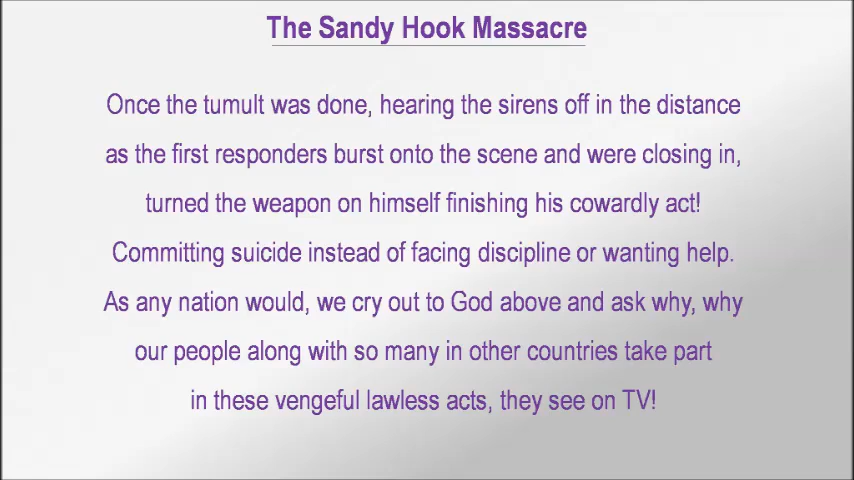 The Sandy Hook Massacre
Once the tumult was done, hearing the sirens off in the distance
as the first responders burst onto the scene and were closing in,
turned the weapon on himself finishing his cowardly act!
Committing suicide instead of facing discipline or wanting help.
As any nation would, we cry out to God above and ask why, why
our people along with so many in other countries take part
in these vengeful lawless acts, they see on TV!